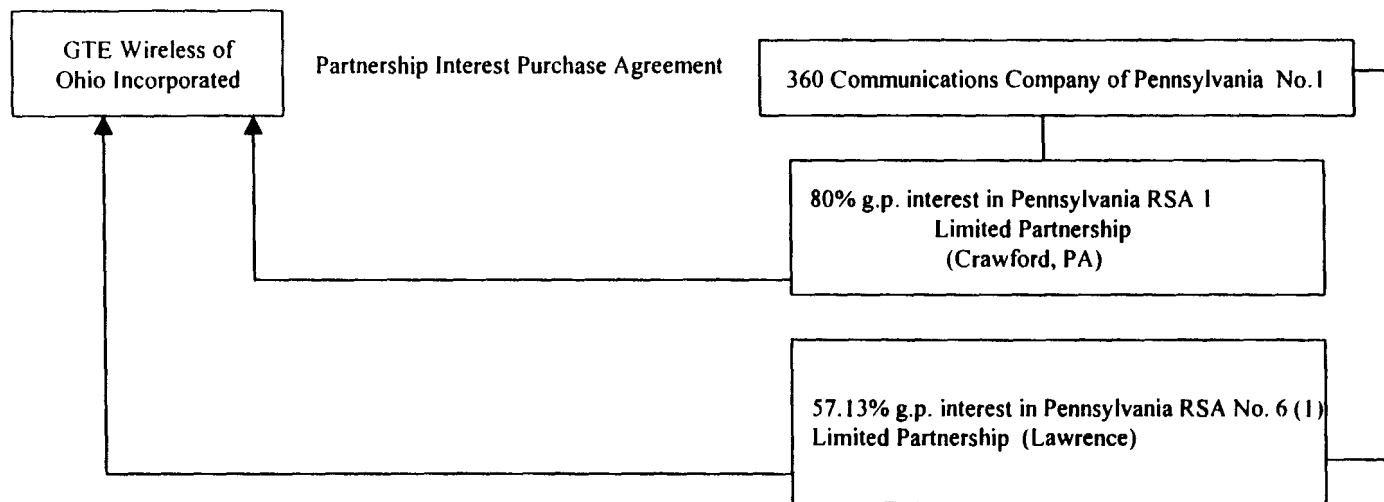 GTE Wireless of
Ohio Incorporated
Partnership Interest Purchase Agreement
360 Communications Company of Pennsylvania No.1
80% g.p. interest in Pennsylvania RSA 1
Limited Partnership
(Crawford, PA)
57.13% g.p. interest in Pennsylvania RSA No. 6 (1)
Limited Partnership (Lawrence)